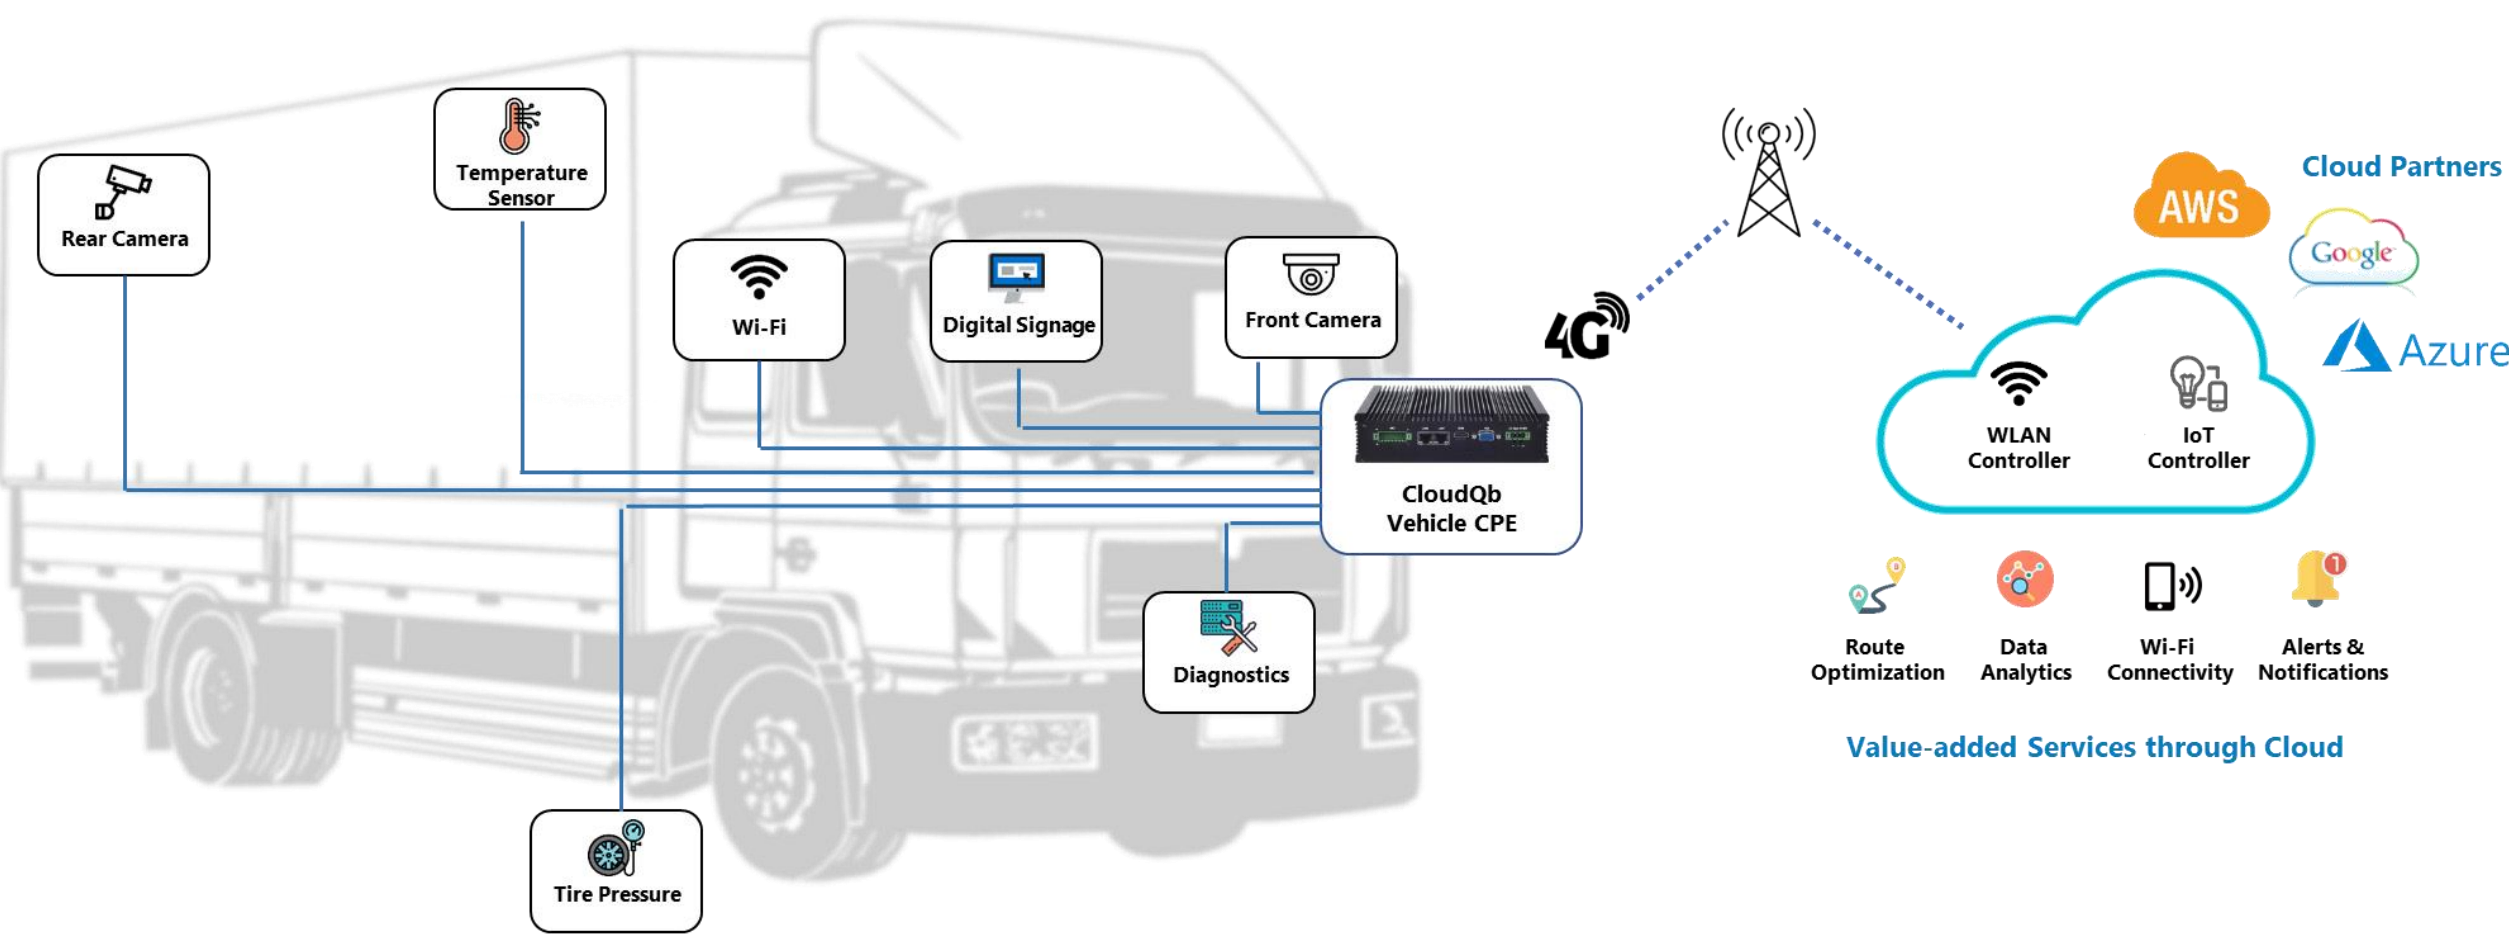 Rear Camera
Temperature
Sensor
Wi-Fi
Digital Signage
Front Camera
4G
CloudQb
Vehicle CPE
Diagnostics
Tire Pressure
Cloud Partners
AWS
Google
Azure
WLAN
Controller
IoT
Controller
A
B
1
Route
Optimization
Data
Analytics
Wi-Fi
Connectivity
Alerts &
Notifications
Value-added Services through Cloud